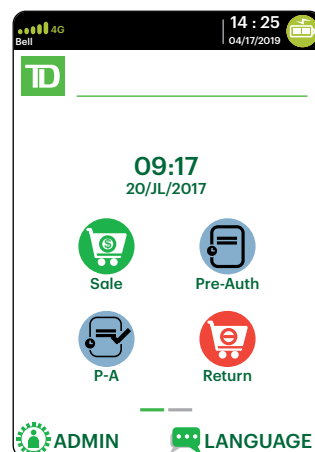 4G
Bell
14 : 25
04/17/2019
TD
09:17
20/JL/2017
Sale
Pre-Auth
P-A
Return
ADMIN
LANGUAGE